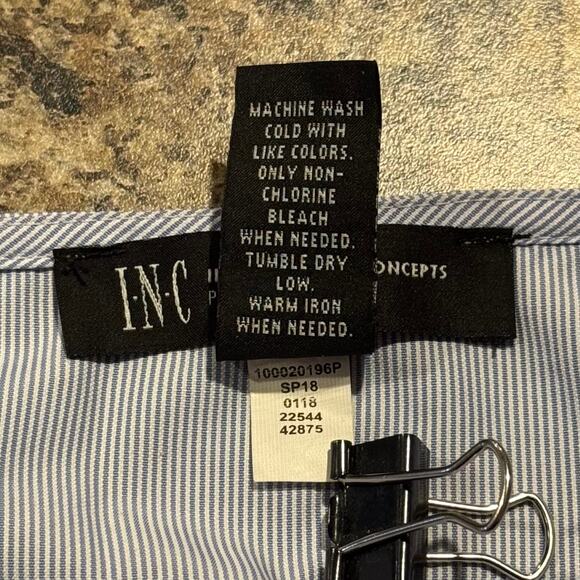 MACHINE WASH
COLD WITH
LIKE COLORS.
ONLY NON-
CHLORINE
BLEACH
WHEN NEEDED.
TUMBLE DRY
LOW.
WARM IRON
WHEN NEEDED.
I·N·C
ONCEPTS
P
100020196P
SP18
0118
22544
42875